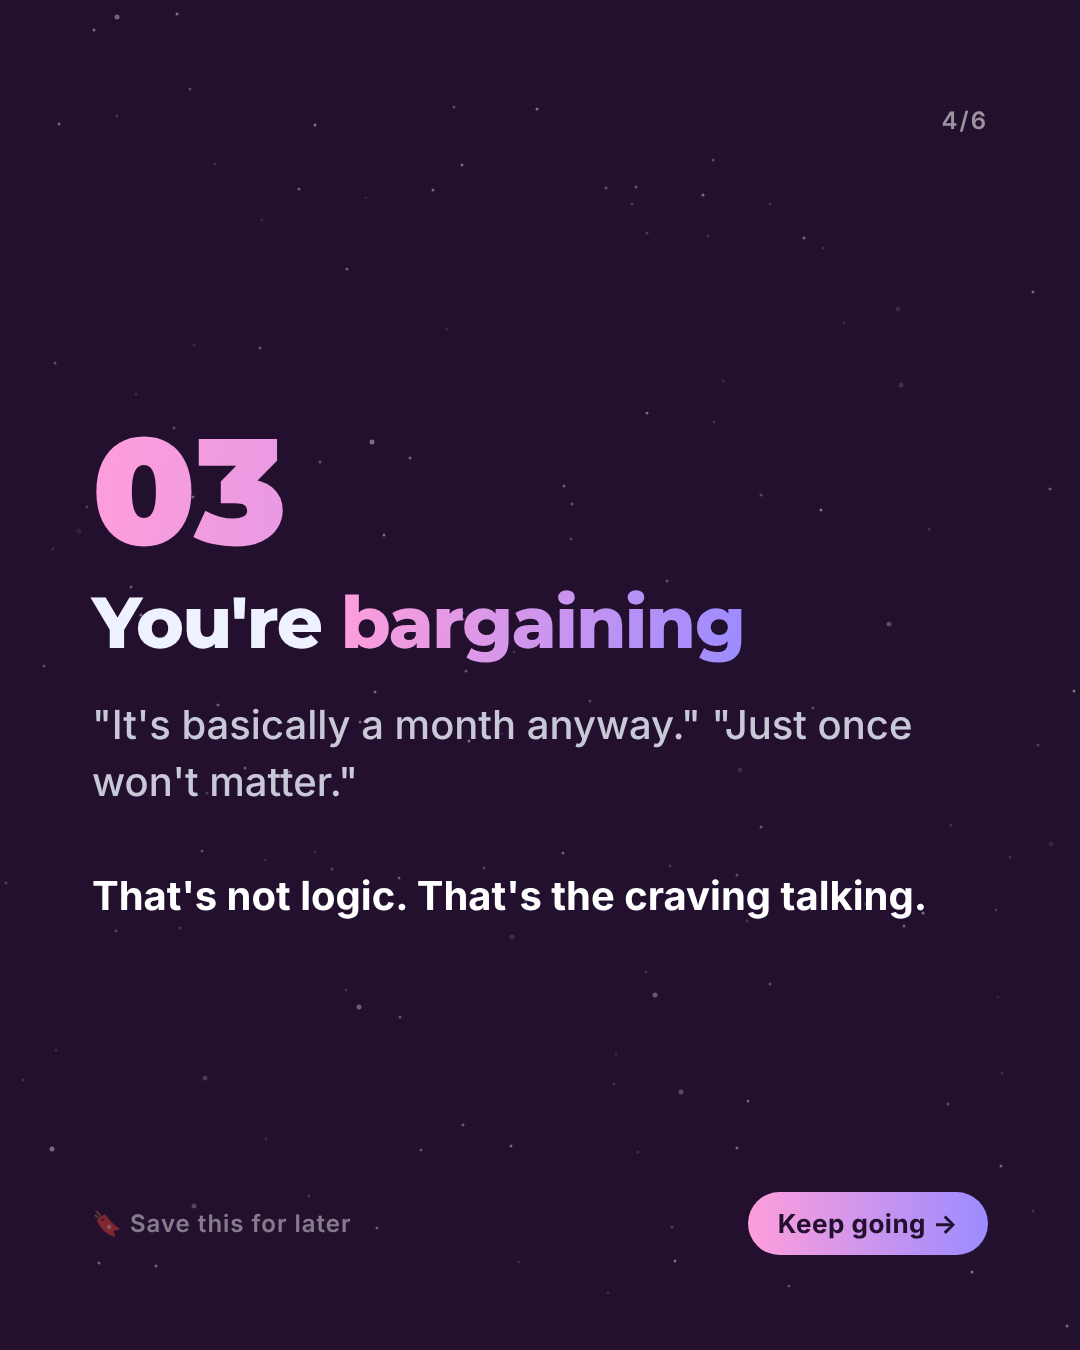 4/6
03
You're bargaining
"It's basically a month anyway." "Just once
won't matter."
That's not logic. That's the craving talking.
🔖 Save this for later
Keep going →